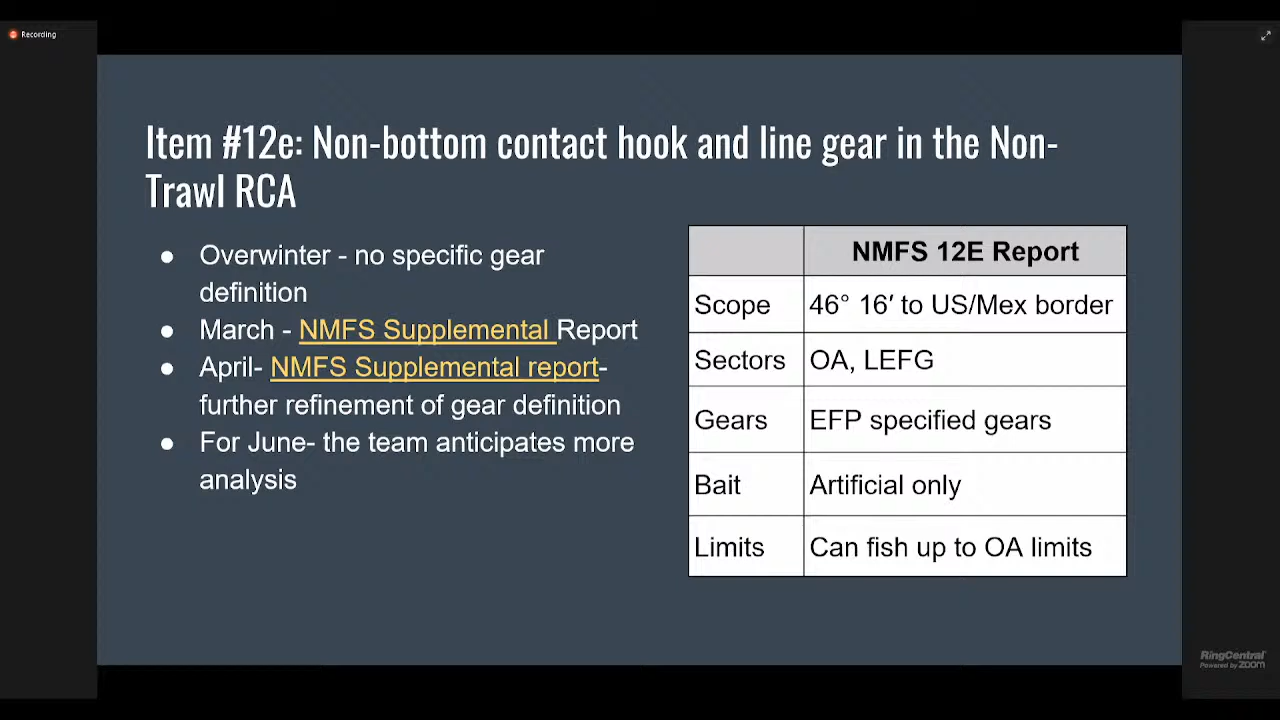 Recording
Item #12e: Non-bottom contact hook and line gear in the Non-
Trawl RCA
● Overwinter - no specific gear
definition
● March - NMFS Supplemental Report
● April- NMFS Supplemental report-
further refinement of gear definition
● For June- the team anticipates more
analysis
NMFS 12E Report
Scope 46° 16′ to US/Mex border
Sectors OA, LEFG
Gears EFP specified gears
Bait Artificial only
Limits Can fish up to OA limits
RingCentral
Powered by zoom